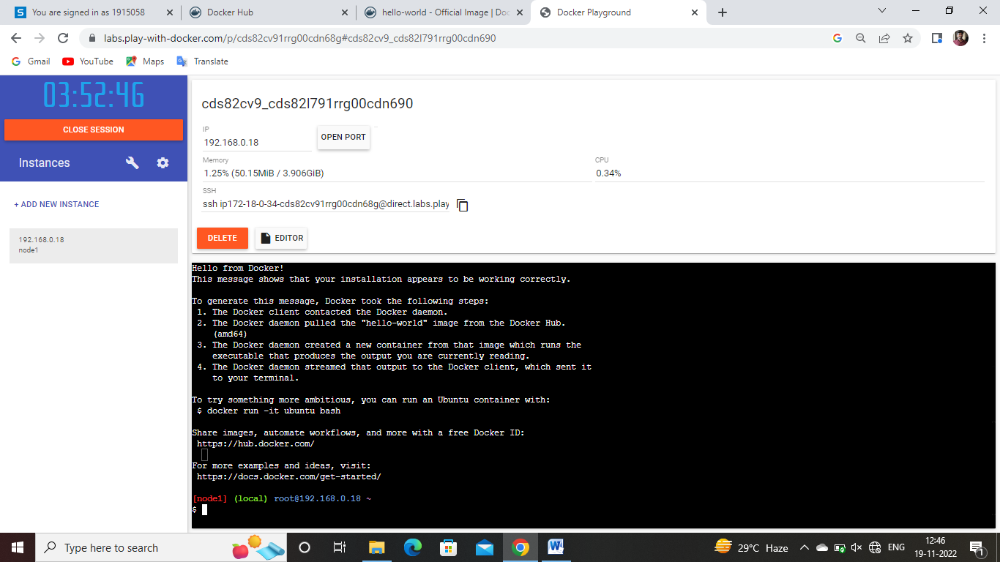 You are signed in as 1915058
Docker Hub
hello-world - Official Image | Doc
Docker Playground
labs.play-with-docker.com/p/cds82cv91rrg00cdn68g#cds82cv9_cds82l791rrg00cdn690
Gmail
YouTube
Maps
Translate
03:52:46
CLOSE SESSION
Instances
+ ADD NEW INSTANCE
192.168.0.18
node1
cds82cv9_cds82l791rrg00cdn690
IP
192.168.0.18
OPEN PORT
Memory
1.25% (50.15MiB / 3.906GiB)
CPU
0.34%
SSH
ssh ip172-18-0-34-cds82cv91rrg00cdn68g@direct.labs.play
DELETE
EDITOR
Hello from Docker!
This message shows that your installation appears to be working correctly.
To generate this message, Docker took the following steps:
1. The Docker client contacted the Docker daemon.
2. The Docker daemon pulled the "hello-world" image from the Docker Hub.
(amd64)
3. The Docker daemon created a new container from that image which runs the
executable that produces the output you are currently reading.
4. The Docker daemon streamed that output to the Docker client, which sent it
to your terminal.
To try something more ambitious, you can run an Ubuntu container with:
$ docker run -it ubuntu bash
Share images, automate workflows, and more with a free Docker ID:
https://hub.docker.com/
For more examples and ideas, visit:
https://docs.docker.com/get-started/
[node1] (local) root@192.168.0.18 ~
$
Type here to search
29°C Haze
ENG
12:46
19-11-2022
1